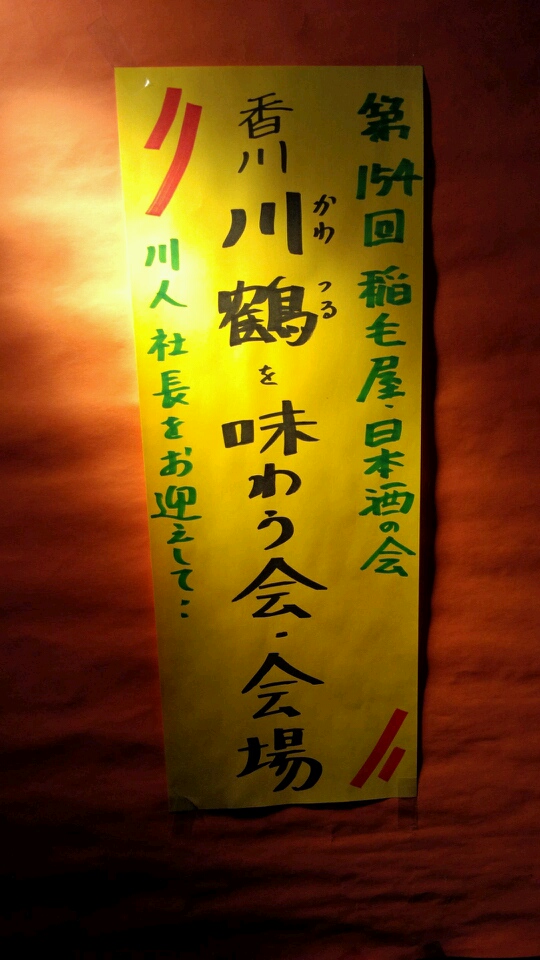 第154回 稲毛屋・日本酒の会
香川 川鶴を味わう会・会場
かわ つる
川人 社長をお迎えして‥